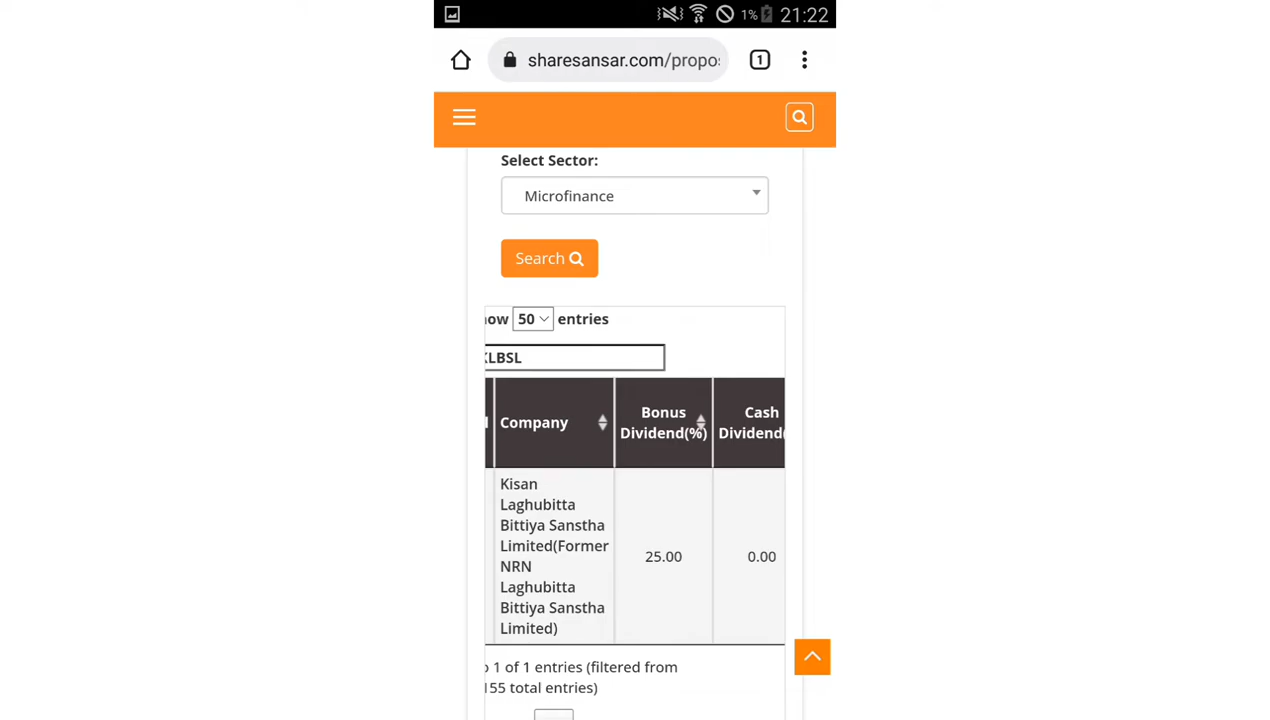 1% 21:22
sharesansar.com/propo
1
Select Sector:
Microfinance
Search
ow 50 entries
KLBSL
Company
Bonus
Dividend(%)
Cash
Dividend(
Kisan
Laghubitta
Bittiya Sanstha
Limited(Former
NRN
Laghubitta
Bittiya Sanstha
Limited)
25.00
0.00
o 1 of 1 entries (filtered from
155 total entries)